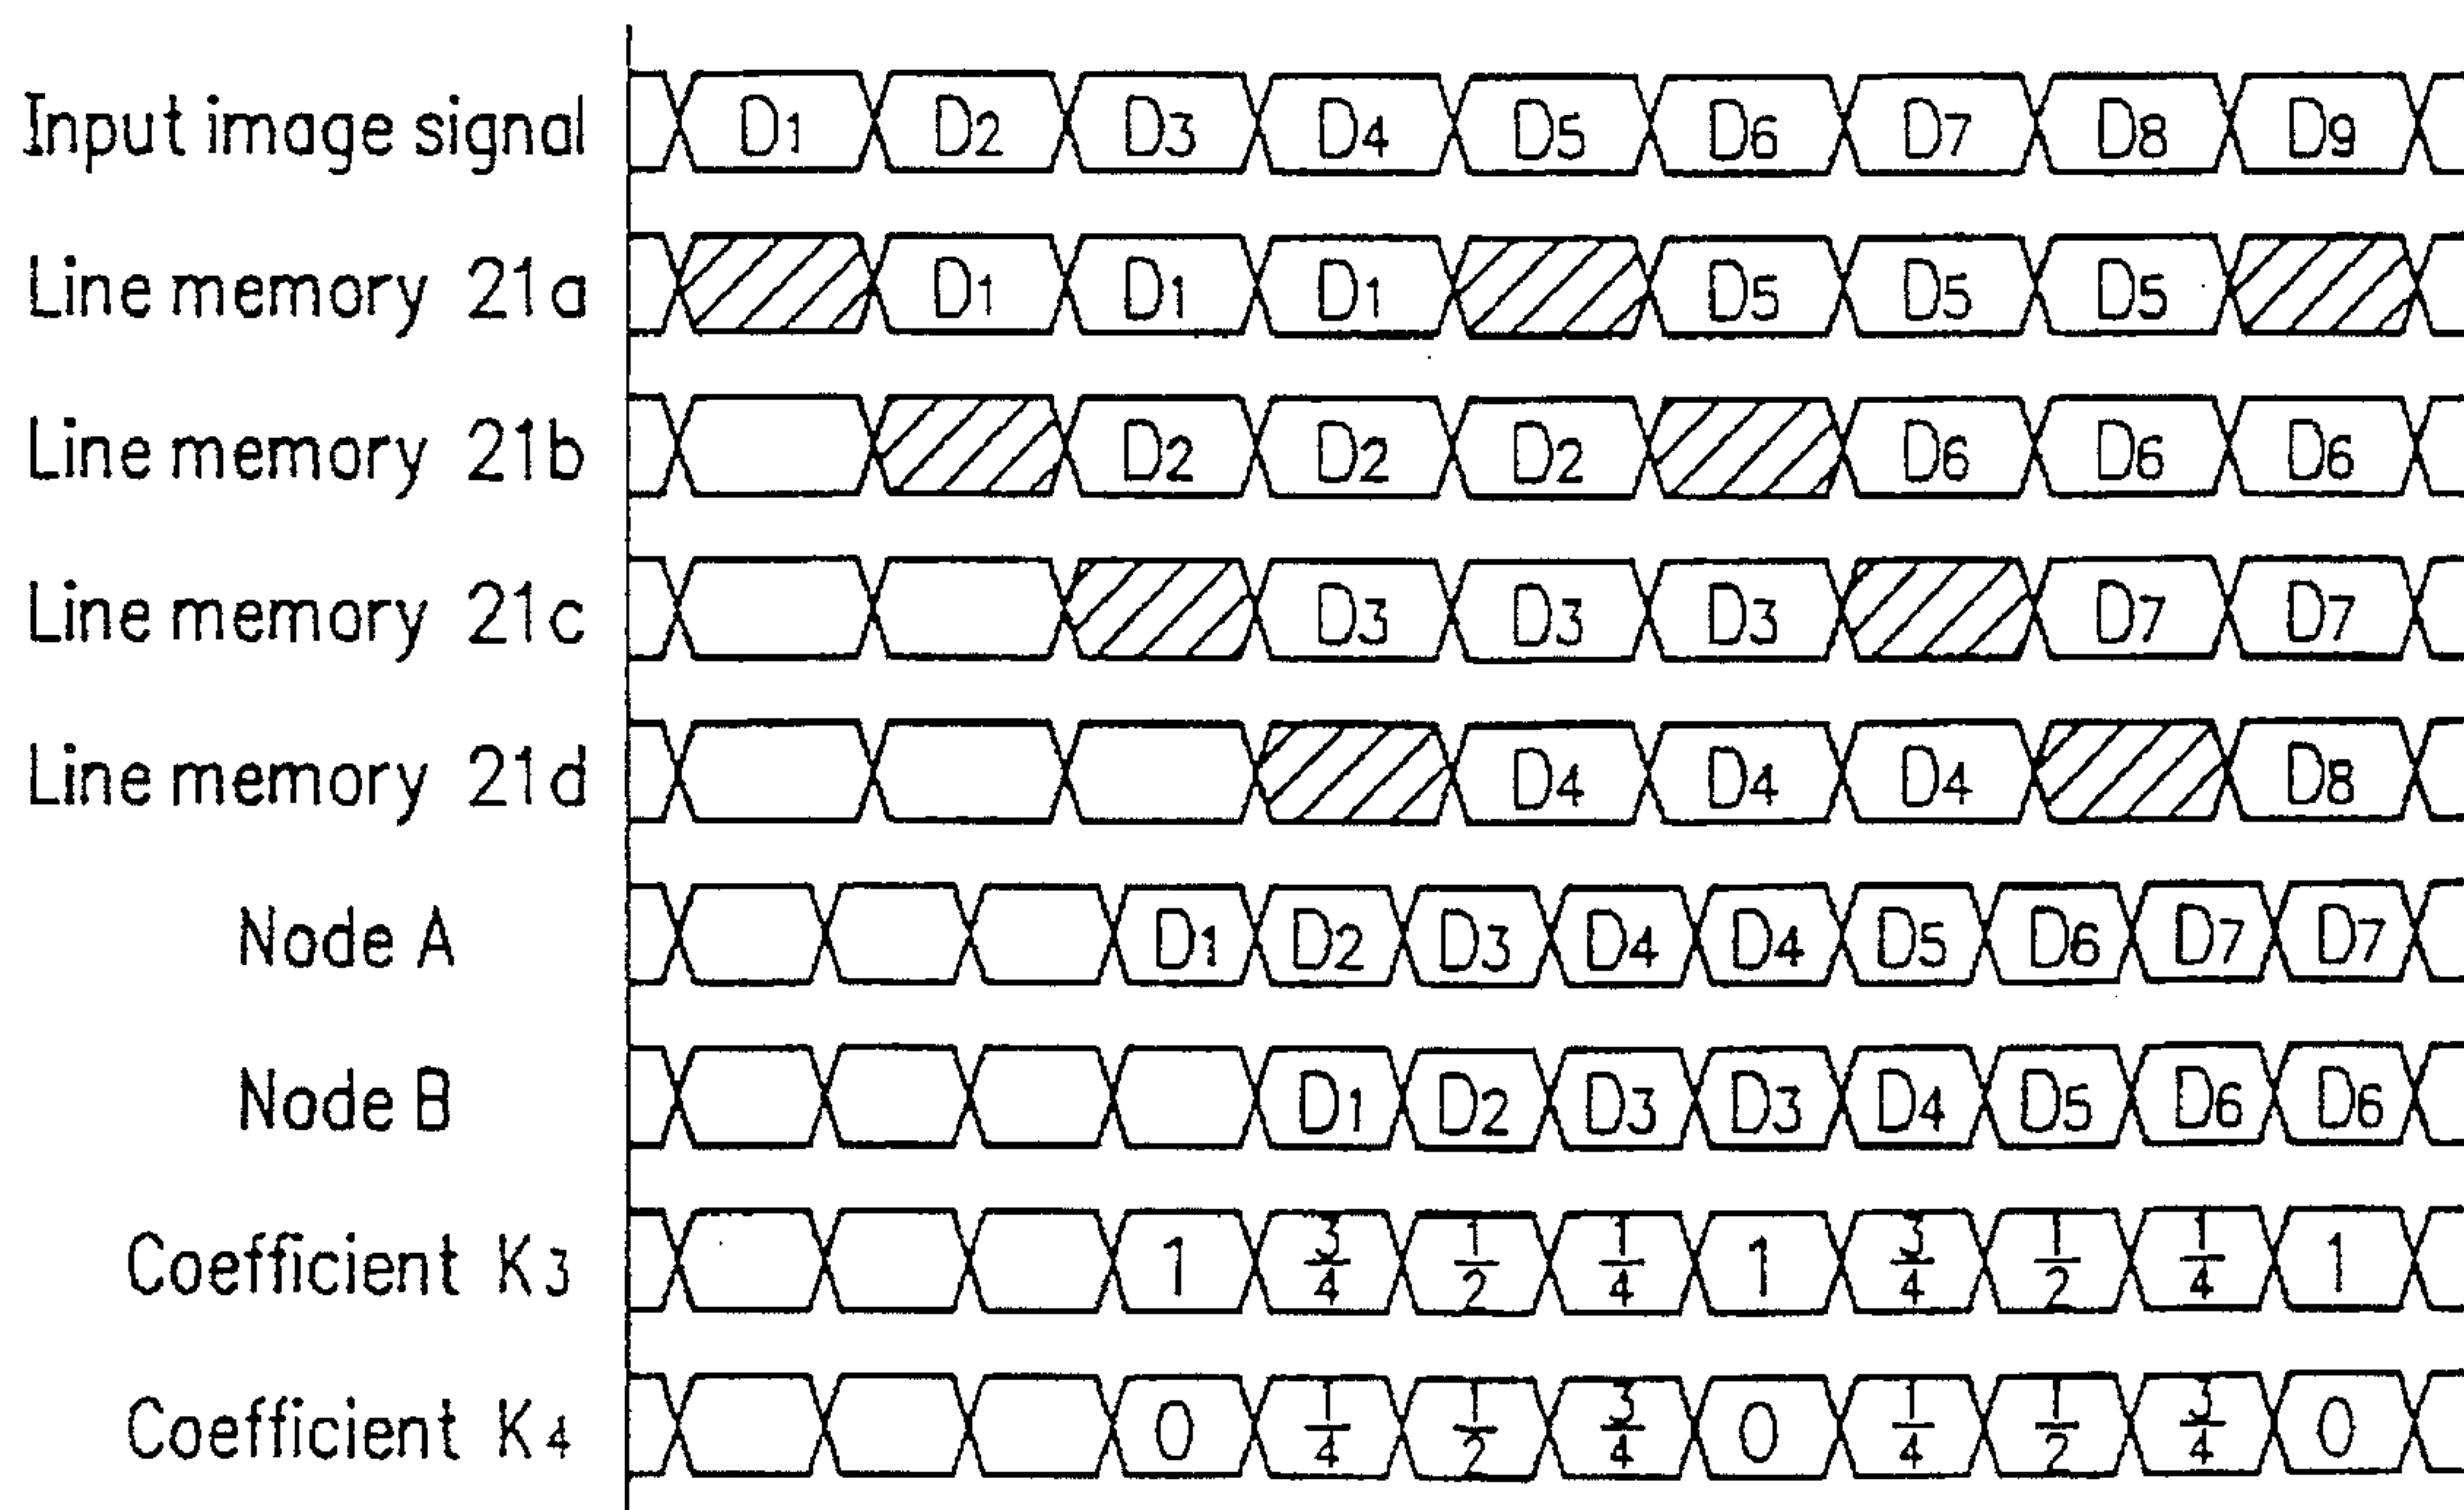 Input image signal D1 D2 D3 D4 D5 D6 D7 D8 D9
Line memory 21a D1 D1 D1 D5 D5 D5
Line memory 21b D2 D2 D2 D6 D6 D6
Line memory 21c D3 D3 D3 D7 D7
Line memory 21d D4 D4 D4 D8
Node A D1 D2 D3 D4 D4 D5 D6 D7 D7
Node B D1 D2 D3 D3 D4 D5 D6 D6
Coefficient K3 1 3/4 1/2 1/4 1 3/4 1/2 1/4 1
Coefficient K4 0 1/4 1/2 3/4 0 1/4 1/2 3/4 0